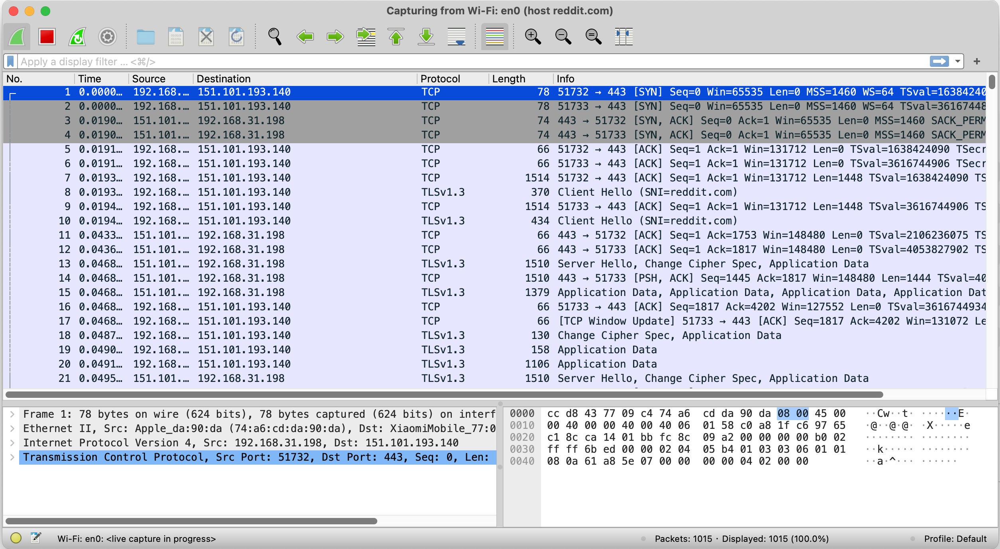 Capturing from Wi-Fi: en0 (host reddit.com)
Apply a display filter ... <⌘/>
No. Time Source Destination Protocol Length Info
1 0.0000… 192.168.… 151.101.193.140 TCP 78 51732 → 443 [SYN] Seq=0 Win=65535 Len=0 MSS=1460 WS=64 TSval=16384240
2 0.0000… 192.168.… 151.101.193.140 TCP 78 51733 → 443 [SYN] Seq=0 Win=65535 Len=0 MSS=1460 WS=64 TSval=36167448
3 0.0190… 151.101.… 192.168.31.198 TCP 74 443 → 51732 [SYN, ACK] Seq=0 Ack=1 Win=65535 Len=0 MSS=1460 SACK_PERM
4 0.0190… 151.101.… 192.168.31.198 TCP 74 443 → 51733 [SYN, ACK] Seq=0 Ack=1 Win=65535 Len=0 MSS=1460 SACK_PERM
5 0.0191… 192.168.… 151.101.193.140 TCP 66 51732 → 443 [ACK] Seq=1 Ack=1 Win=131712 Len=0 TSval=1638424090 TSecr
6 0.0191… 192.168.… 151.101.193.140 TCP 66 51733 → 443 [ACK] Seq=1 Ack=1 Win=131712 Len=0 TSval=3616744906 TSecr
7 0.0193… 192.168.… 151.101.193.140 TCP 1514 51732 → 443 [ACK] Seq=1 Ack=1 Win=131712 Len=1448 TSval=1638424090 TS
8 0.0193… 192.168.… 151.101.193.140 TLSv1.3 370 Client Hello (SNI=reddit.com)
9 0.0194… 192.168.… 151.101.193.140 TCP 1514 51733 → 443 [ACK] Seq=1 Ack=1 Win=131712 Len=1448 TSval=3616744906 TS
10 0.0194… 192.168.… 151.101.193.140 TLSv1.3 434 Client Hello (SNI=reddit.com)
11 0.0433… 151.101.… 192.168.31.198 TCP 66 443 → 51732 [ACK] Seq=1 Ack=1753 Win=148480 Len=0 TSval=2106236075 TS
12 0.0436… 151.101.… 192.168.31.198 TCP 66 443 → 51733 [ACK] Seq=1 Ack=1817 Win=148480 Len=0 TSval=4053827902 TS
13 0.0468… 151.101.… 192.168.31.198 TLSv1.3 1510 Server Hello, Change Cipher Spec, Application Data
14 0.0468… 151.101.… 192.168.31.198 TCP 1510 443 → 51733 [PSH, ACK] Seq=1445 Ack=1817 Win=148480 Len=1444 TSval=40
15 0.0468… 151.101.… 192.168.31.198 TLSv1.3 1379 Application Data, Application Data, Application Data, Application Dat
16 0.0468… 192.168.… 151.101.193.140 TCP 66 51733 → 443 [ACK] Seq=1817 Ack=4202 Win=127552 Len=0 TSval=3616744934
17 0.0468… 192.168.… 151.101.193.140 TCP 66 [TCP Window Update] 51733 → 443 [ACK] Seq=1817 Ack=4202 Win=131072 Le
18 0.0487… 192.168.… 151.101.193.140 TLSv1.3 130 Change Cipher Spec, Application Data
19 0.0490… 192.168.… 151.101.193.140 TLSv1.3 158 Application Data
20 0.0491… 192.168.… 151.101.193.140 TLSv1.3 1106 Application Data
21 0.0495… 151.101.… 192.168.31.198 TLSv1.3 1510 Server Hello, Change Cipher Spec, Application Data
Frame 1: 78 bytes on wire (624 bits), 78 bytes captured (624 bits) on interf
Ethernet II, Src: Apple_da:90:da (74:a6:cd:da:90:da), Dst: XiaomiMobile_77:0
Internet Protocol Version 4, Src: 192.168.31.198, Dst: 151.101.193.140
Transmission Control Protocol, Src Port: 51732, Dst Port: 443, Seq: 0, Len:
0000 cc d8 43 77 09 c4 74 a6 cd da 90 da 08 00 45 00 ··Cw··t· ······E·
0010 00 40 00 00 40 00 40 06 01 58 c0 a8 1f c6 97 65 ·@··@·@· ·X·····e
0020 c1 8c ca 14 01 bb fc 8c 09 a2 00 00 00 00 b0 02 ········ ········
0030 ff ff 6b ed 00 00 02 04 05 b4 01 03 03 06 01 01 ··k····· ········
0040 08 0a 61 a8 5e 07 00 00 00 00 04 02 00 00 ··a·^··· ······
Wi-Fi: en0: <live capture in progress>
Packets: 1015 · Displayed: 1015 (100.0%)
Profile: Default